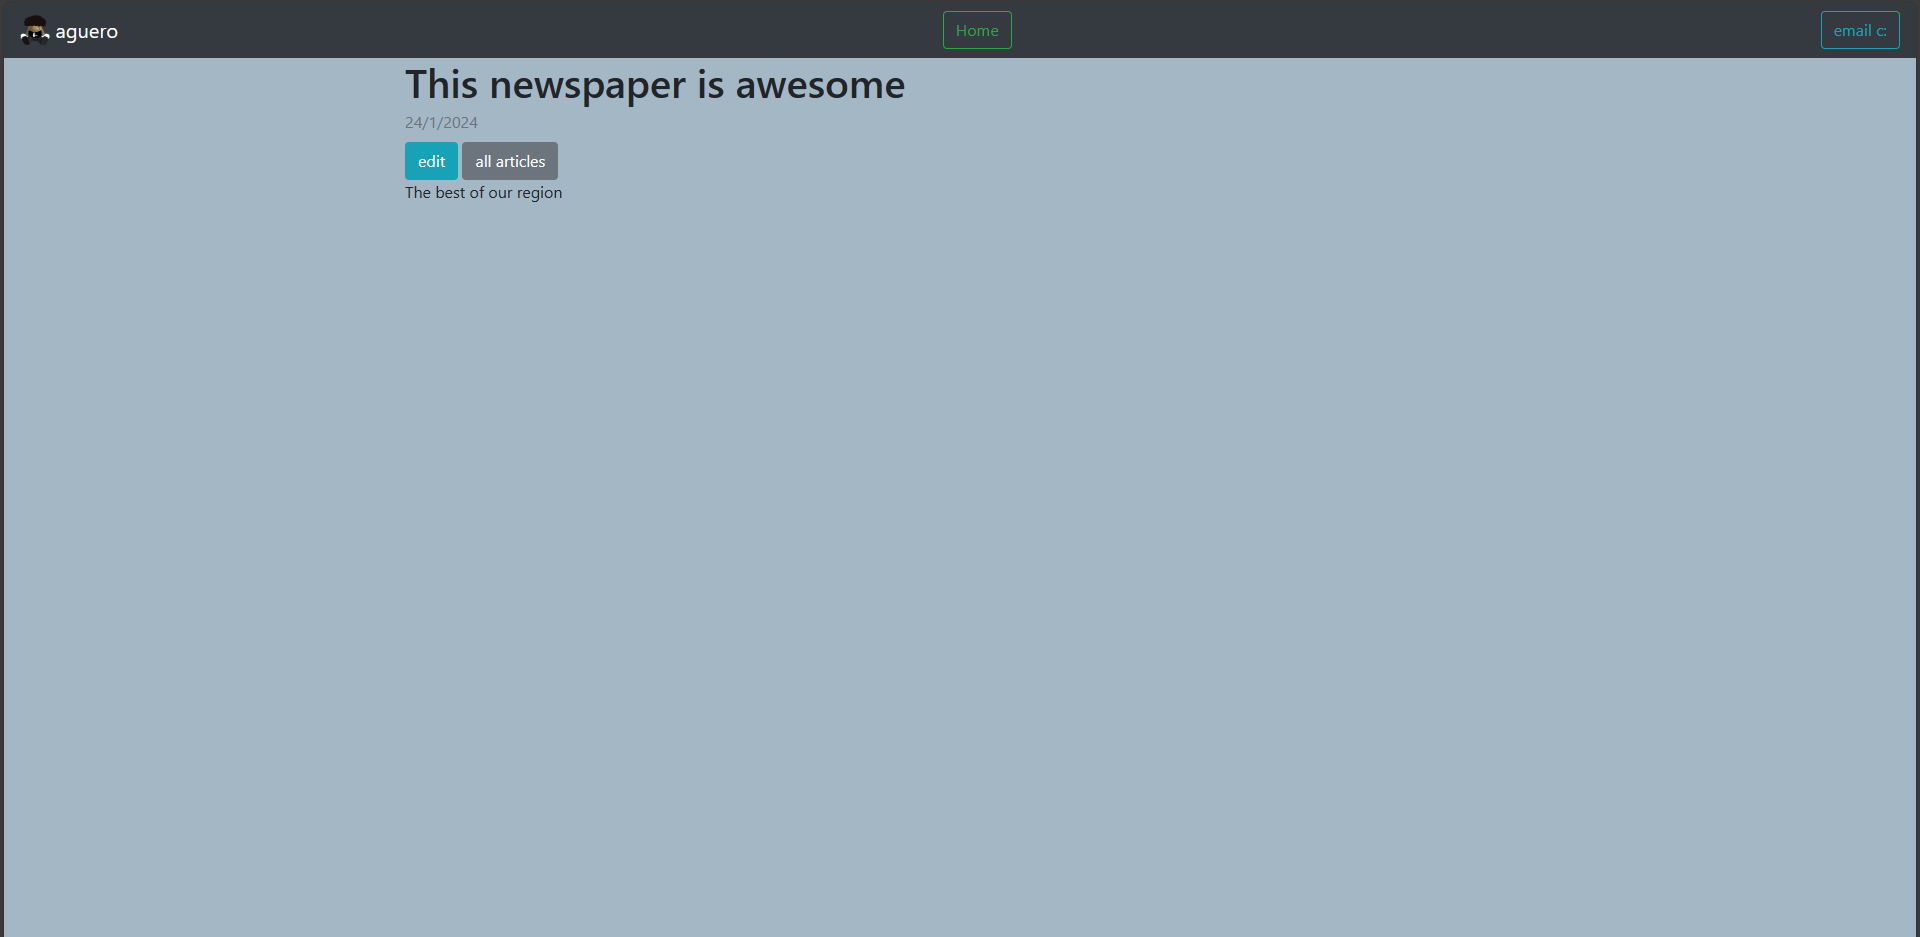 aguero Home email c:
This newspaper is awesome
24/1/2024
edit all articles
The best of our region